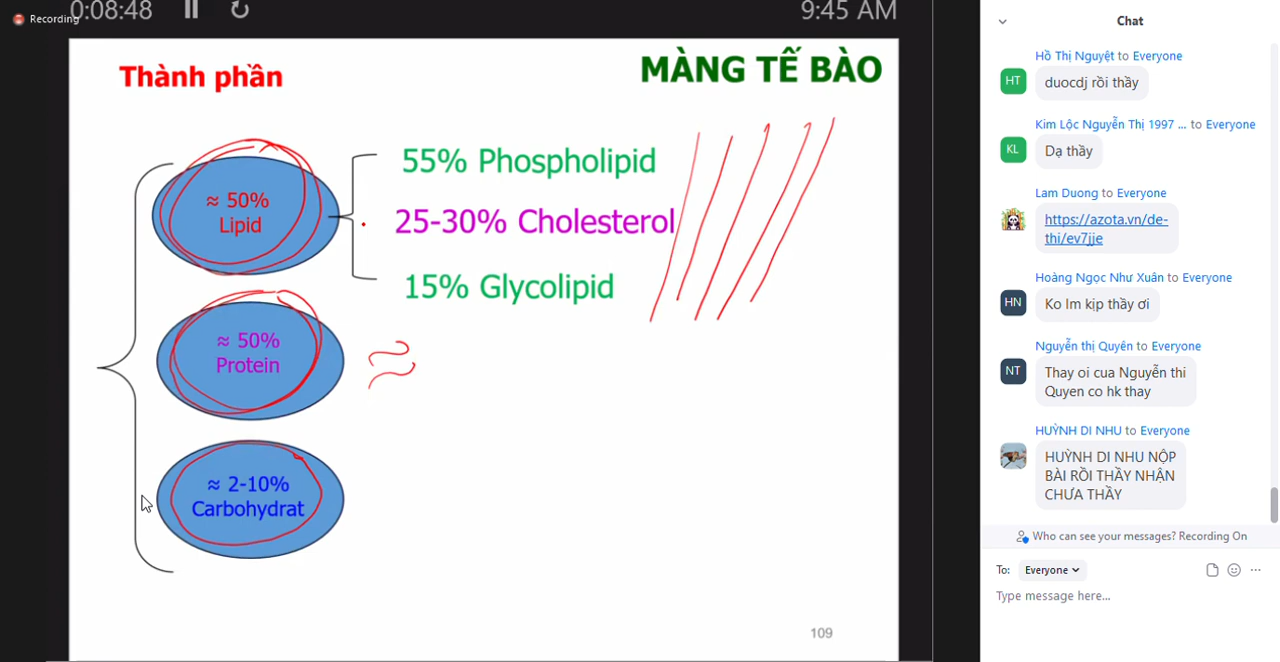 0:08:48
9:45 AM
Recording
Thành phần
MÀNG TẾ BÀO
≈ 50%
Lipid
55% Phospholipid
25-30% Cholesterol
15% Glycolipid
≈ 50%
Protein
≈ 2-10%
Carbohydrat
109
Chat
Hồ Thị Nguyệt to Everyone
HT
duocdj rồi thầy
Kim Lộc Nguyễn Thị 1997 ... to Everyone
KL
Dạ thầy
Lam Duong to Everyone
https://azota.vn/de-
thi/ev7jje
Hoàng Ngọc Như Xuân to Everyone
HN
Ko lm kịp thầy ơi
Nguyễn thị Quyên to Everyone
NT
Thay oi cua Nguyễn thi
Quyen co hk thay
HUỲNH DI NHU to Everyone
HUỲNH DI NHU NỘP
BÀI RỒI THẦY NHẬN
CHƯA THẦY
Who can see your messages? Recording On
To: Everyone
Type message here...